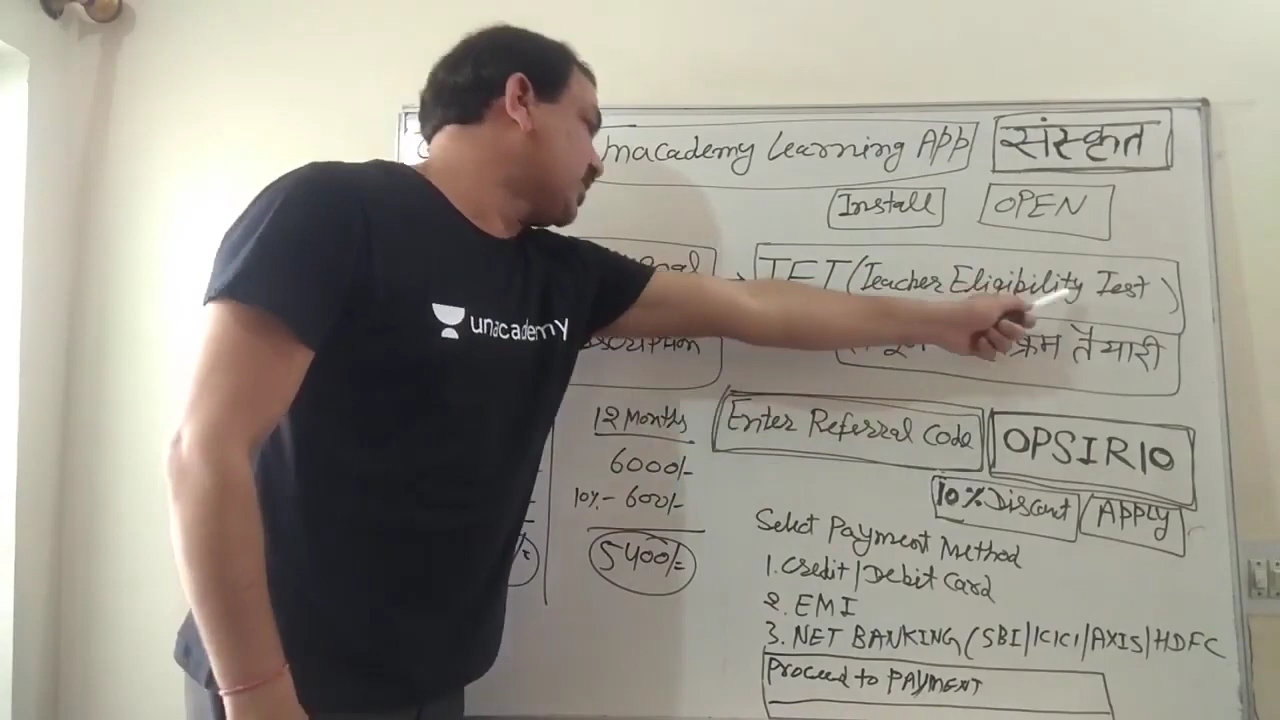 unacademy Learning App
संस्कृत
Install
OPEN
TET (Teacher Eligibility Test)
क्रम तैयारी
unacademy
12 Months
6000/-
10% - 600/-
5400/=
Enter Referral Code
OPSIR10
10% Discunt
APPLY
Select Payment Method
1. Credit/Debit Card
2. EMI
3. NET BANKING (SBI/ICICI/AXIS/HDFC
Proceed to PAYMENT